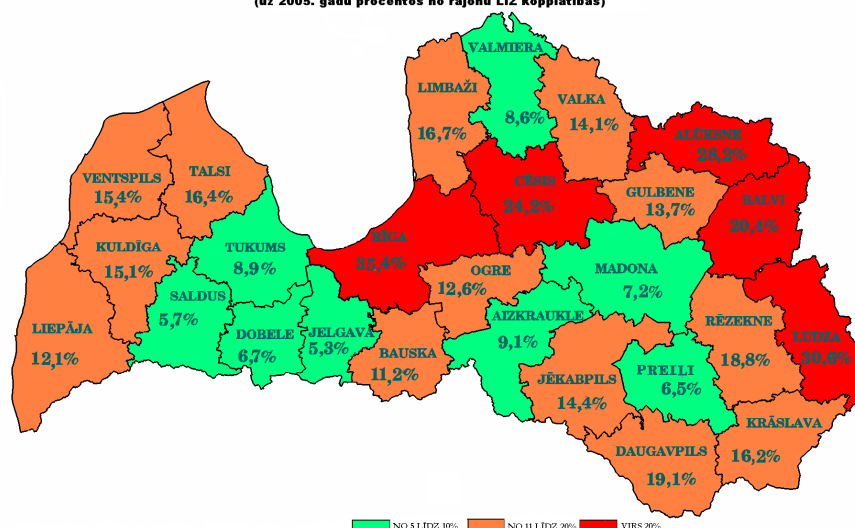 (uz 2005. gadu procentos no rajonu LIZ kopplatības)
VALMIERA
8,6%
LIMBAŽI
16,7%
VALKA
14,1%
ALŪKSNE
28,2%
VENTSPILS
15,4%
TALSI
16,4%
CĒSIS
24,2%
GULBENE
13,7%
BALVI
20,4%
KULDĪGA
15,1%
TUKUMS
8,9%
RĪGA
35,4%
OGRE
12,6%
MADONA
7,2%
SALDUS
5,7%
LIEPĀJA
12,1%
DOBELE
6,7%
JELGAVA
5,3%
BAUSKA
11,2%
AIZKRAUKLE
9,1%
RĒZEKNE
18,8%
LUDZA
30,6%
JĒKABPILS
14,4%
PREILI
6,5%
KRĀSLAVA
16,2%
DAUGAVPILS
19,1%
NO 5 LĪDZ 10%
NO 11 LĪDZ 20%
VIRS 20%